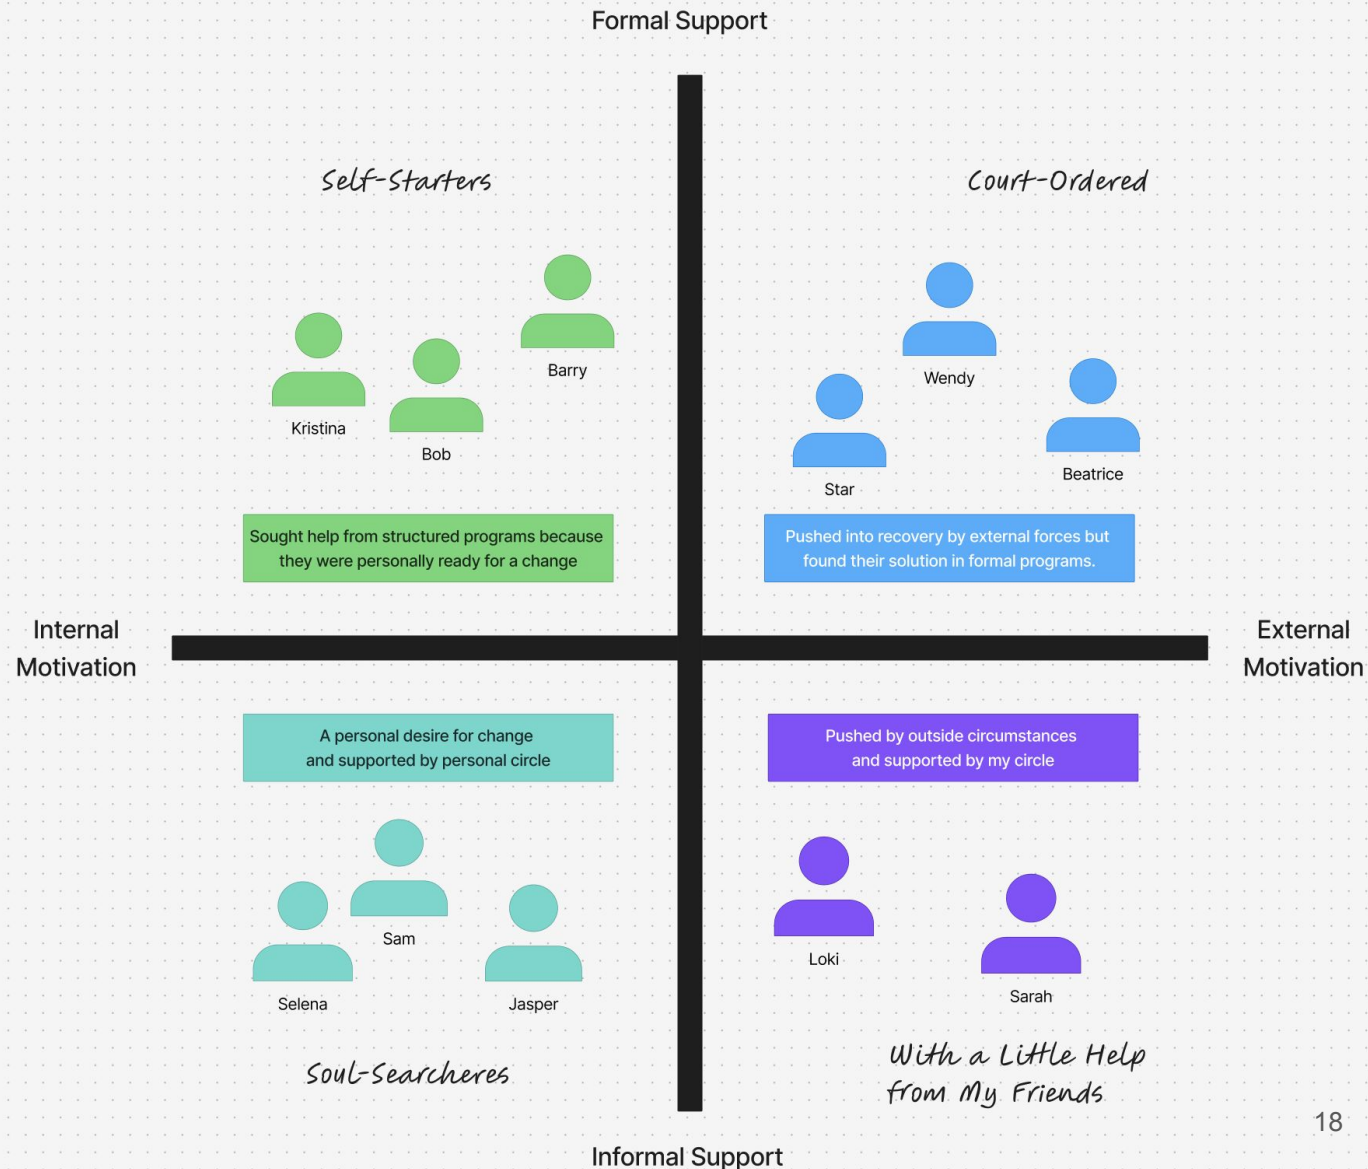 Formal Support
Self-Starters
Court-Ordered
Barry
Wendy
Kristina
Bob
Beatrice
Star
Sought help from structured programs because
they were personally ready for a change
Pushed into recovery by external forces but
found their solution in formal programs.
Internal
Motivation
External
Motivation
A personal desire for change
and supported by personal circle
Pushed by outside circumstances
and supported by my circle
Sam
Loki
Selena
Jasper
Sarah
Soul-Searcheres
With a Little Help
from My Friends
18
Informal Support